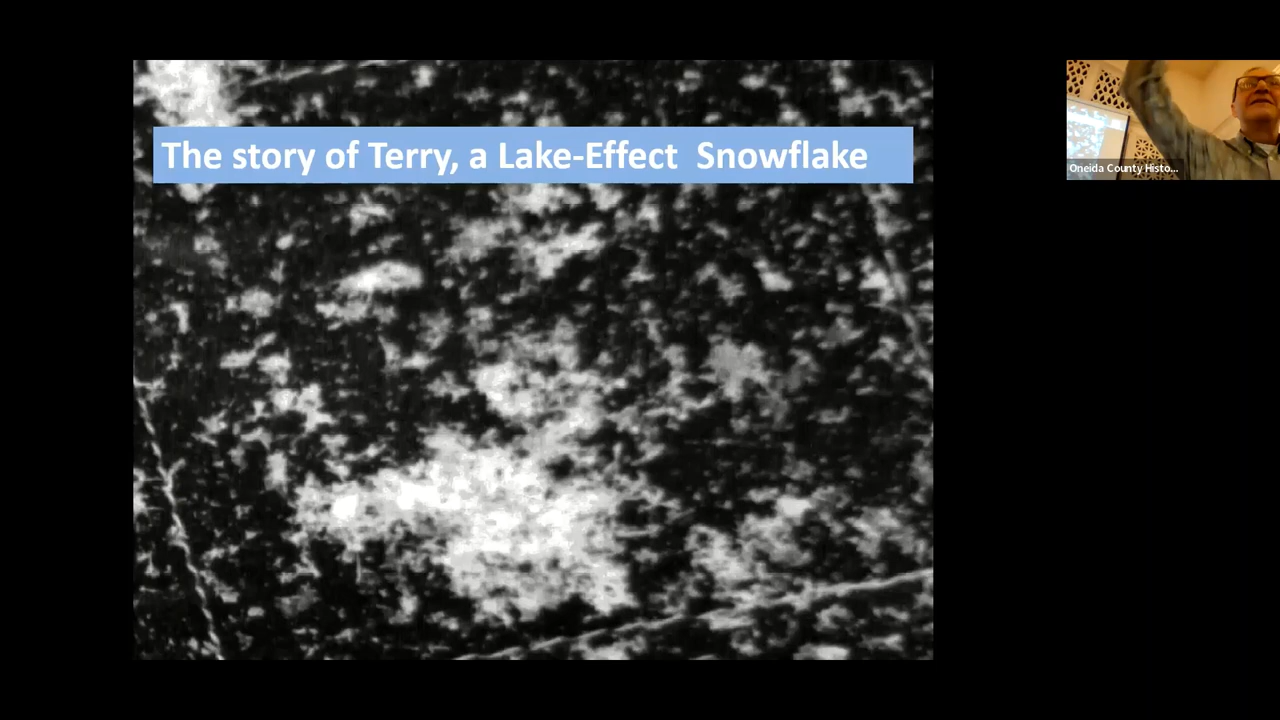 The story of Terry, a Lake-Effect  Snowflake
Oneida County Histo...